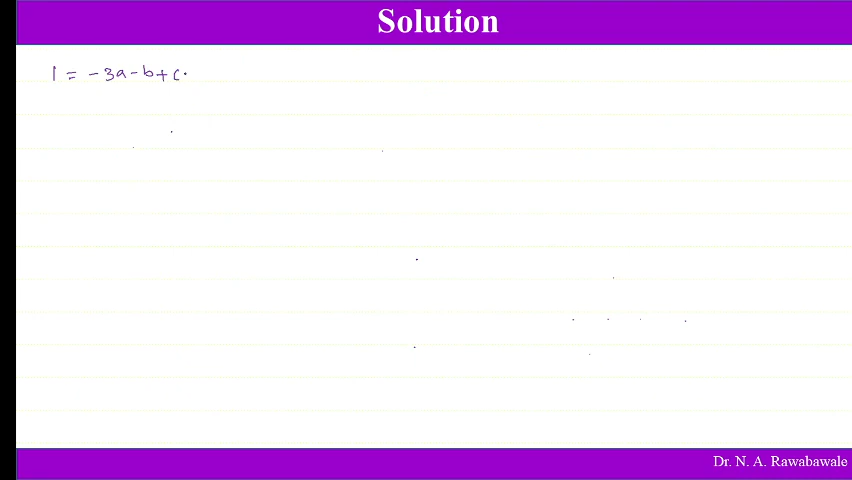 Solution
1 = -3a-b+c.
Dr. N. A. Rawabawale